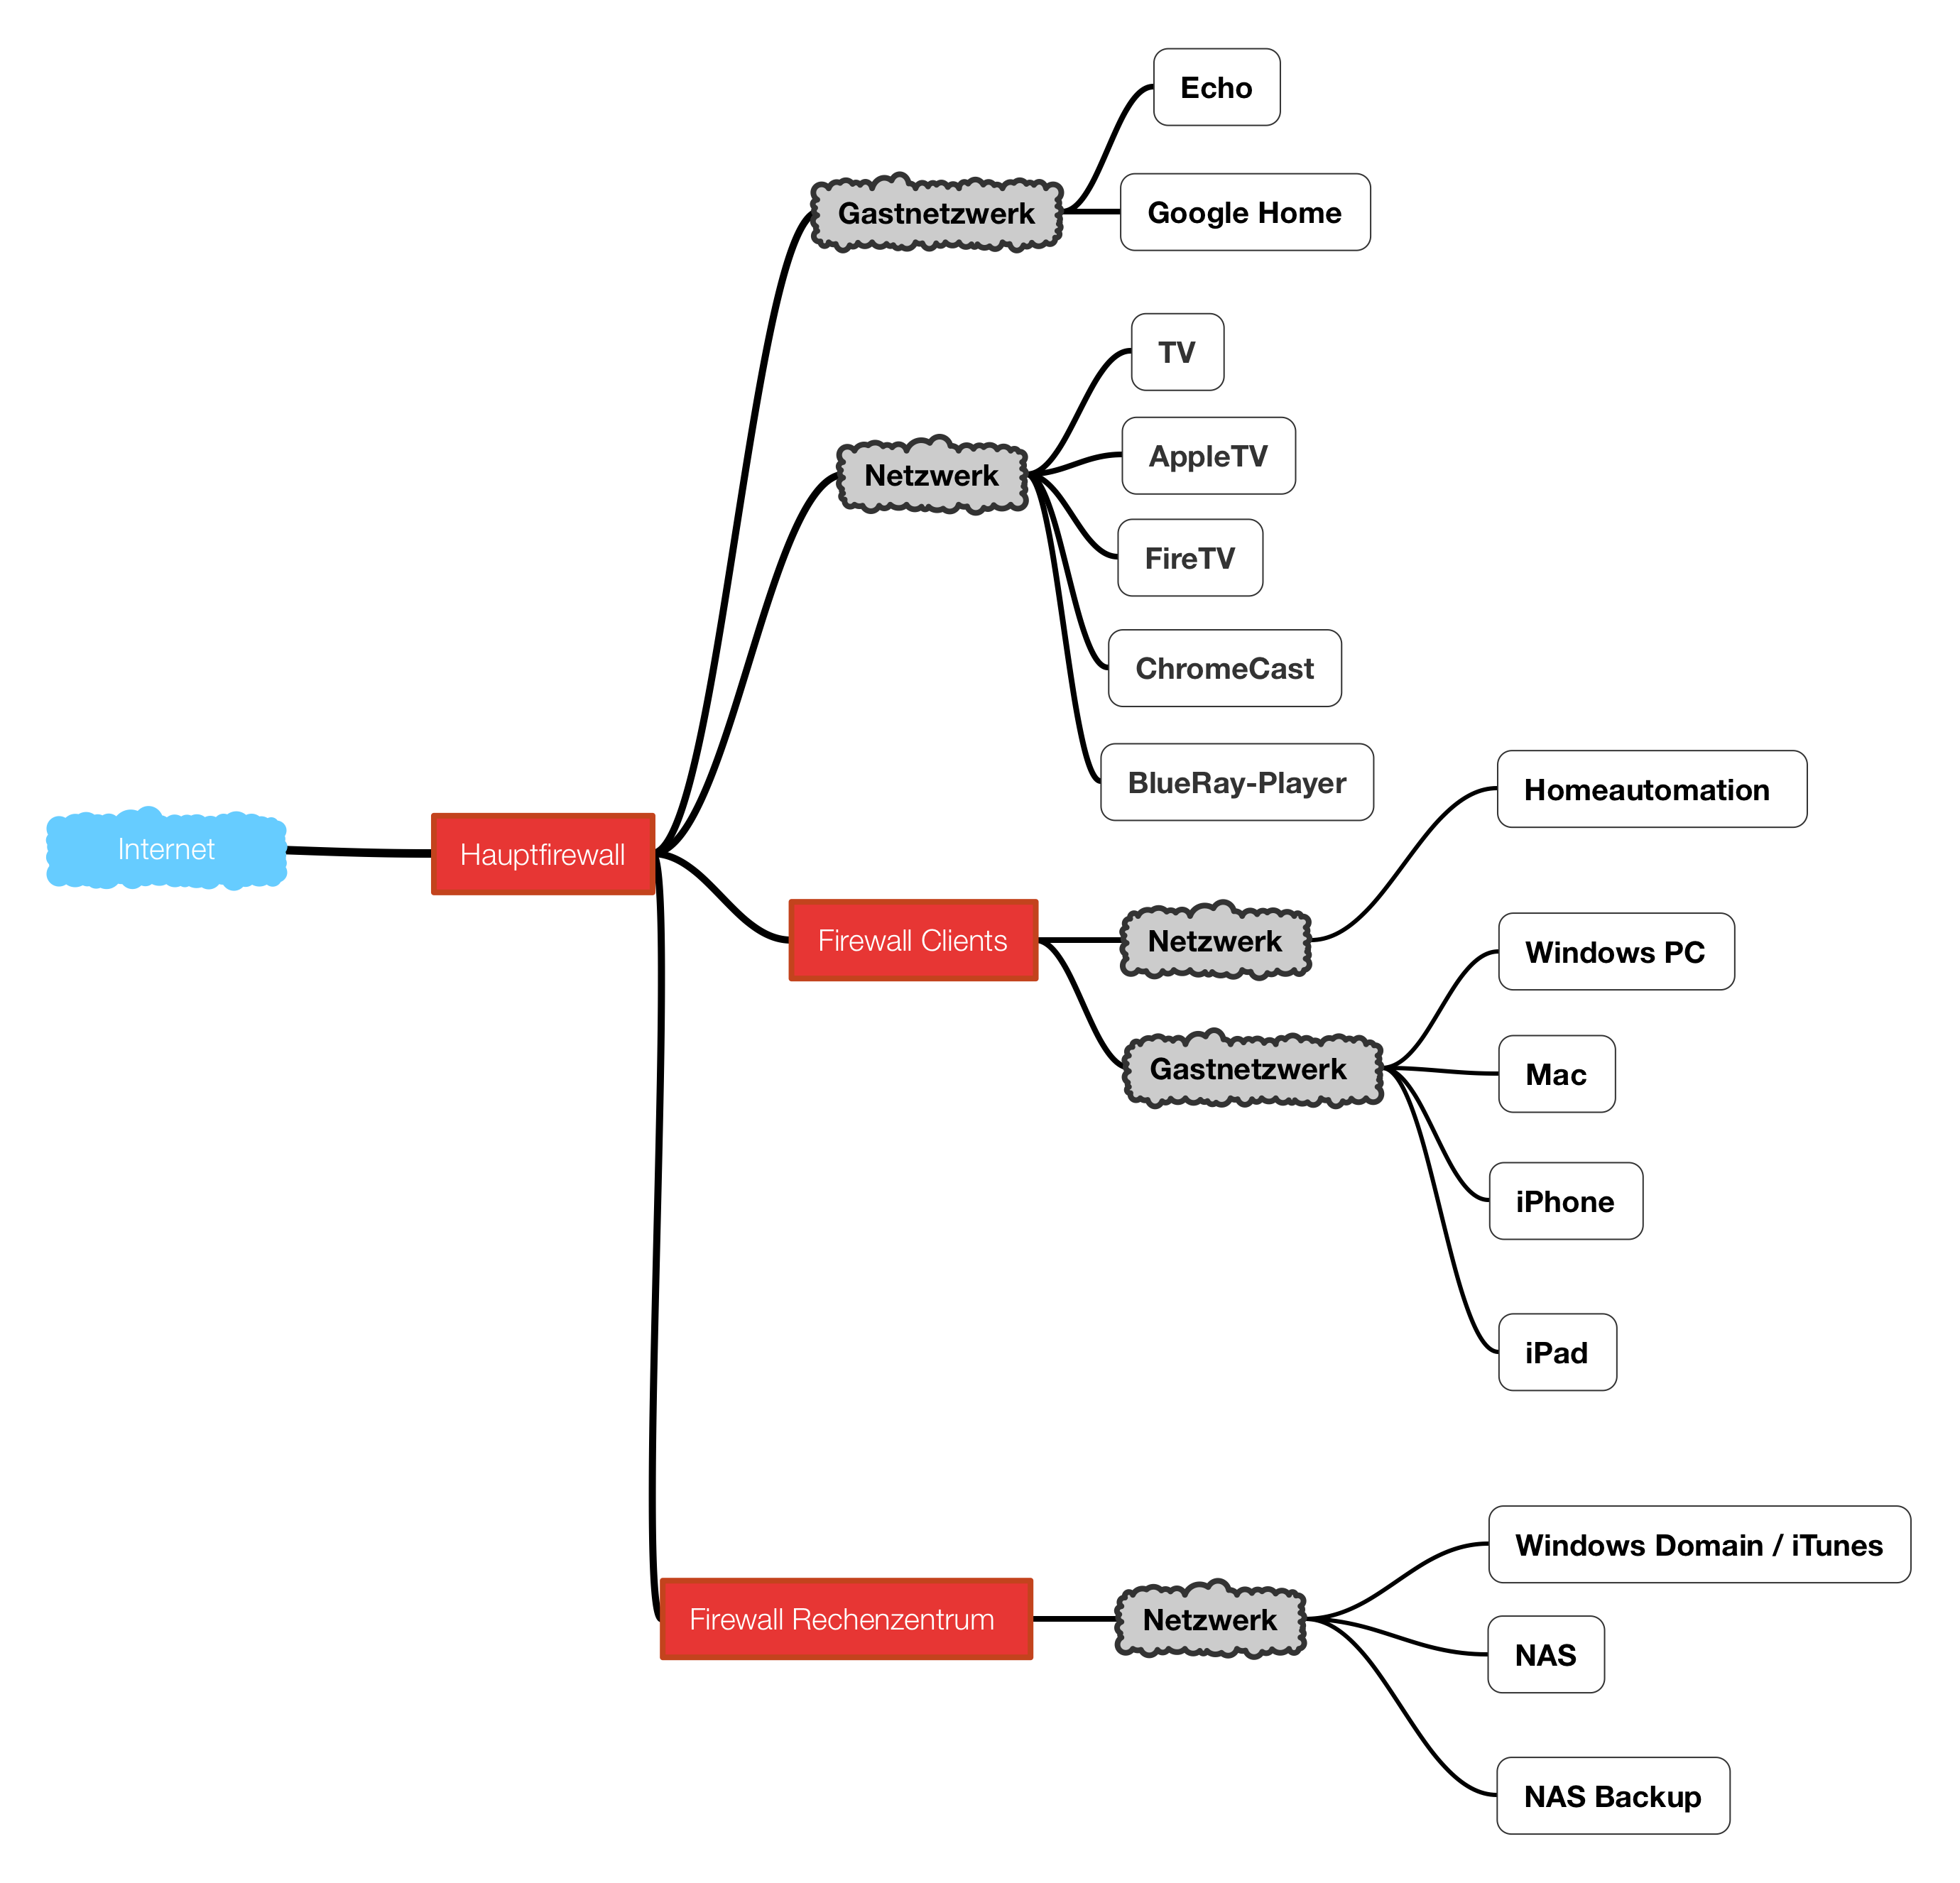 Echo
Gastnetzwerk
Google Home
TV
AppleTV
Netzwerk
FireTV
ChromeCast
BlueRay-Player
Homeautomation
Internet
Hauptfirewall
Firewall Clients
Netzwerk
Windows PC
Gastnetzwerk
Mac
iPhone
iPad
Windows Domain / iTunes
Firewall Rechenzentrum
Netzwerk
NAS
NAS Backup